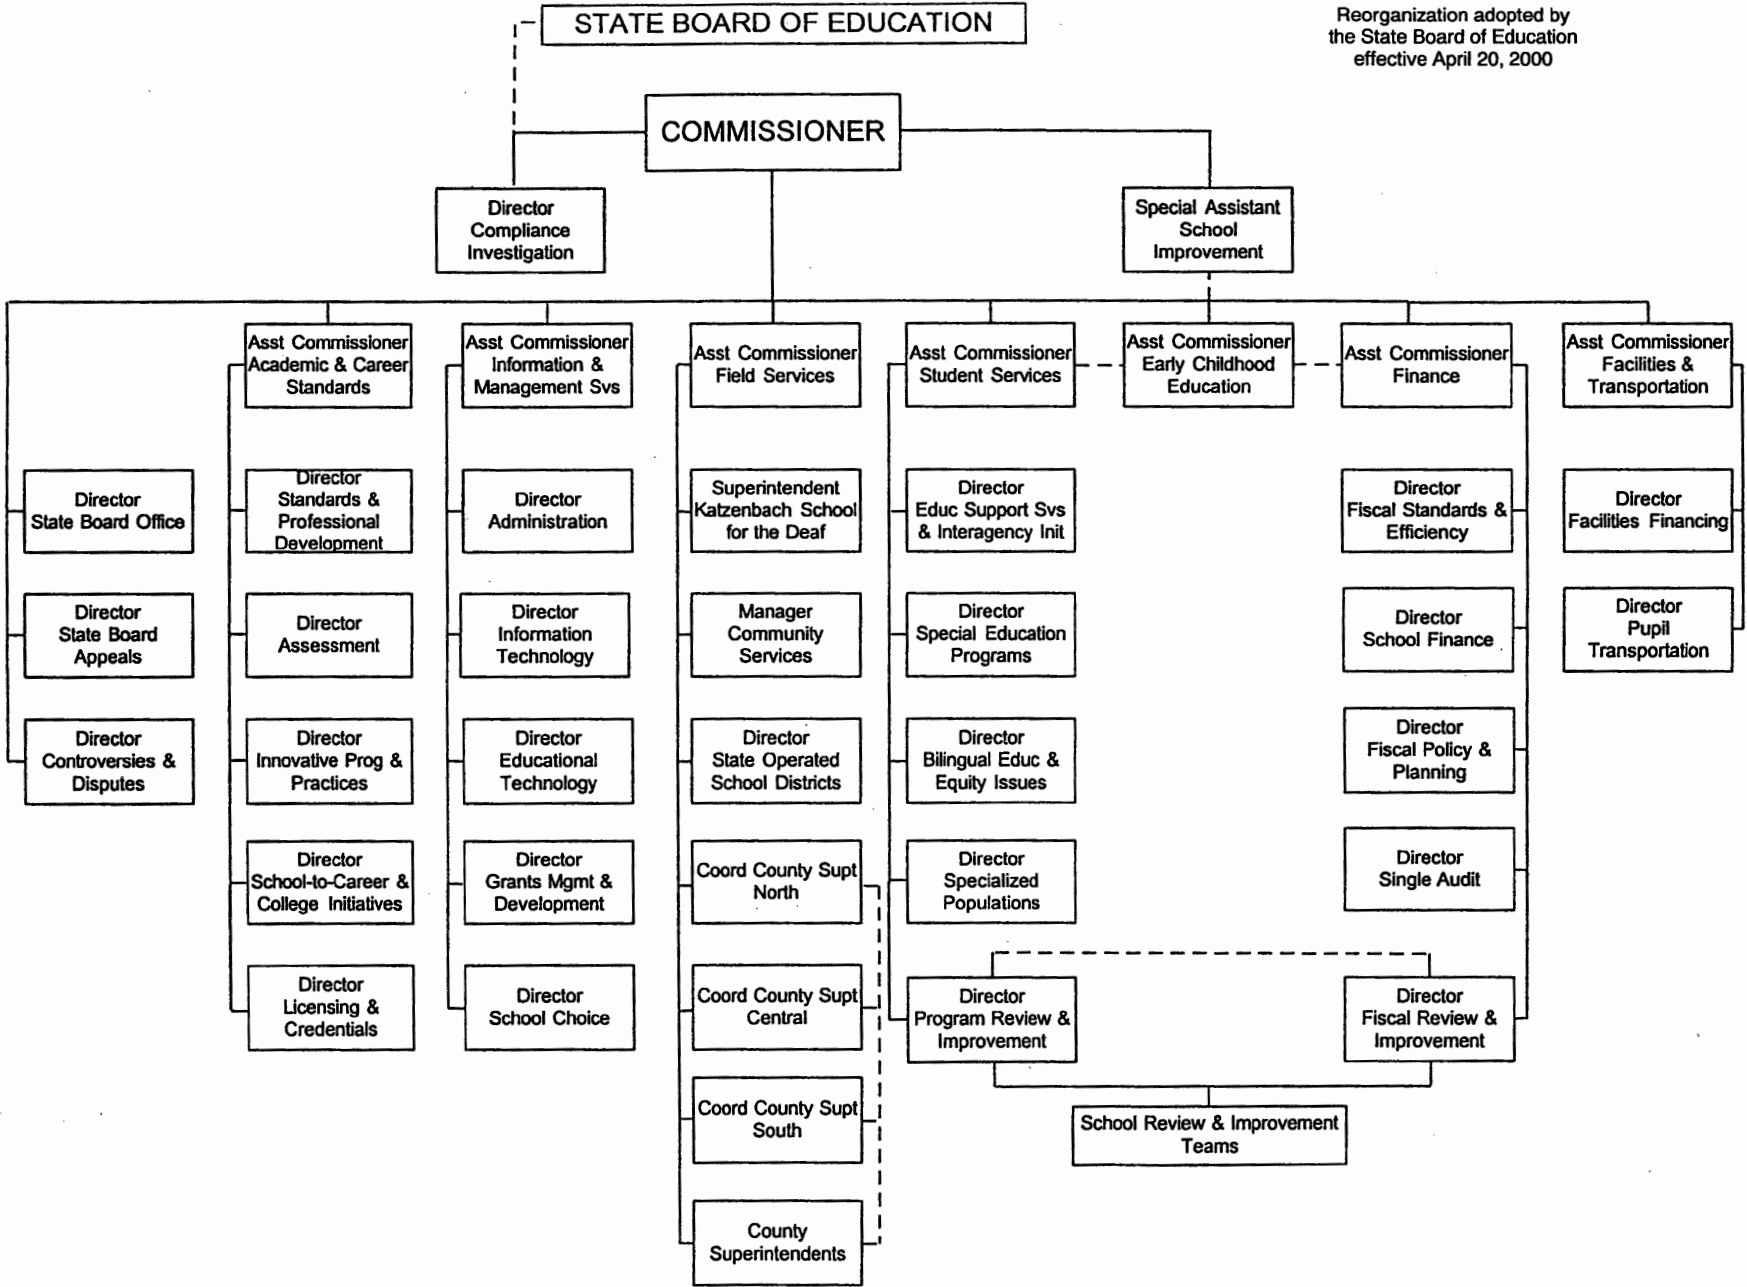 STATE BOARD OF EDUCATION
Reorganization adopted by
the State Board of Education
effective April 20, 2000
COMMISSIONER
Director
Compliance
Investigation
Special Assistant
School
Improvement
Asst Commissioner
Academic & Career
Standards
Asst Commissioner
Information &
Management Svs
Asst Commissioner
Field Services
Asst Commissioner
Student Services
Asst Commissioner
Early Childhood
Education
Asst Commissioner
Finance
Asst Commissioner
Facilities &
Transportation
Director
State Board Office
Director
Standards &
Professional
Development
Director
Administration
Superintendent
Katzenbach School
for the Deaf
Director
Educ Support Svs
& Interagency Init
Director
Fiscal Standards &
Efficiency
Director
Facilities Financing
Director
State Board
Appeals
Director
Assessment
Director
Information
Technology
Manager
Community
Services
Director
Special Education
Programs
Director
School Finance
Director
Pupil
Transportation
Director
Controversies &
Disputes
Director
Innovative Prog &
Practices
Director
Educational
Technology
Director
State Operated
School Districts
Director
Bilingual Educ &
Equity Issues
Director
Fiscal Policy &
Planning
Director
School-to-Career &
College Initiatives
Director
Grants Mgmt &
Development
Coord County Supt
North
Director
Specialized
Populations
Director
Single Audit
Director
Licensing &
Credentials
Director
School Choice
Coord County Supt
Central
Director
Program Review &
Improvement
Director
Fiscal Review &
Improvement
Coord County Supt
South
School Review & Improvement
Teams
County
Superintendents